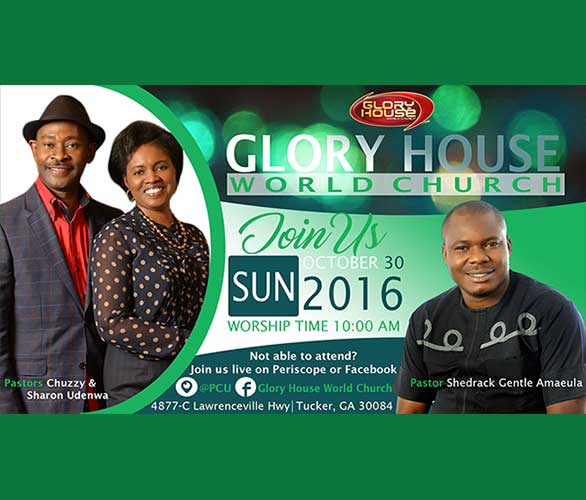 GLORY
HOUSE
GLORY HOUSE
WORLD CHURCH
Join Us
OCTOBER 30
SUN 2016
WORSHIP TIME 10:00 AM
Not able to attend?
Join us live on Periscope or Facebook
@PCU Glory House World Church
4877-C Lawrenceville Hwy| Tucker, GA 30084
Pastors Chuzzy &
Sharon Udenwa
Pastor Shedrack Gentle Amaeula